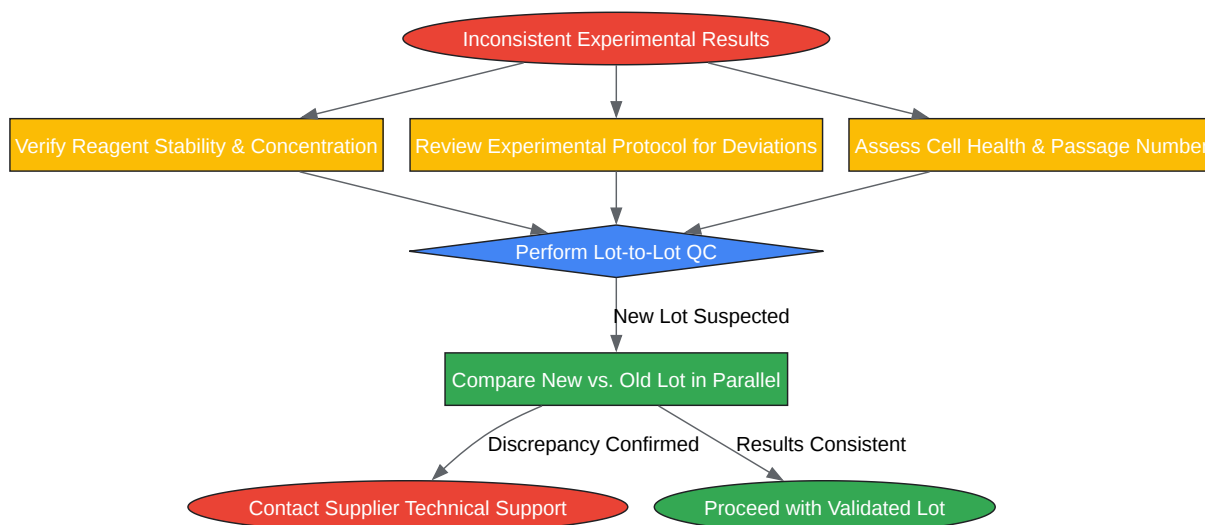 Inconsistent Experimental Results
Verify Reagent Stability & Concentration
Review Experimental Protocol for Deviations
Assess Cell Health & Passage Number
Perform Lot-to-Lot QC
New Lot Suspected
Compare New vs. Old Lot in Parallel
Discrepancy Confirmed
Results Consistent
Contact Supplier Technical Support
Proceed with Validated Lot